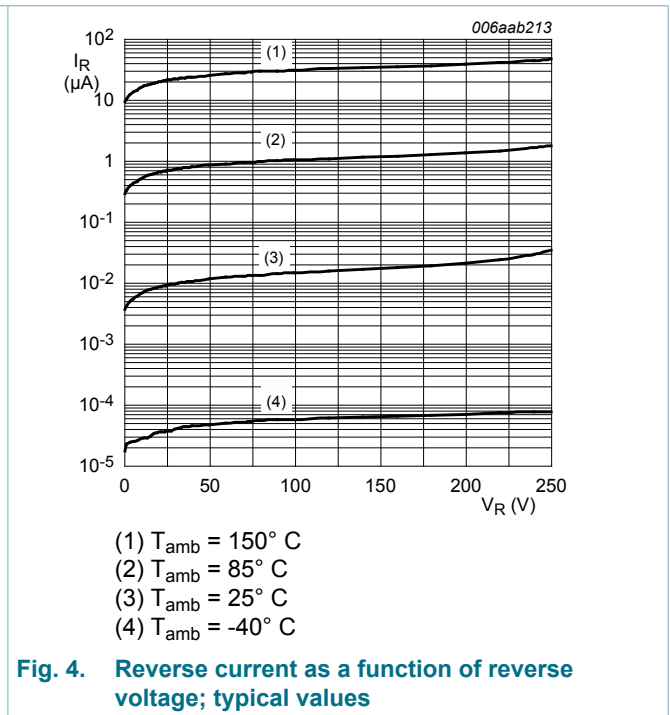 006aab213
I_R
(μA)
10²
10
1
10⁻¹
10⁻²
10⁻³
10⁻⁴
10⁻⁵
(1)
(2)
(3)
(4)
0 50 100 150 200 250
V_R (V)
(1) T_amb = 150° C
(2) T_amb = 85° C
(3) T_amb = 25° C
(4) T_amb = -40° C
Fig. 4. Reverse current as a function of reverse
voltage; typical values